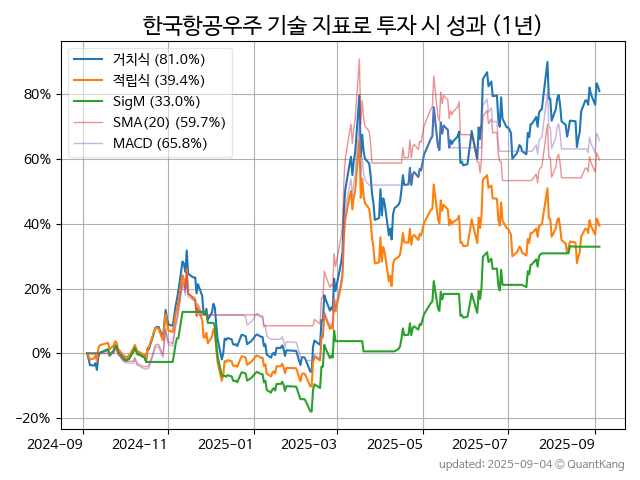 한국항공우주 기술 지표로 투자 시 성과 (1년)
거치식 (81.0%)
적립식 (39.4%)
SigM (33.0%)
SMA(20) (59.7%)
MACD (65.8%)
80%
60%
40%
20%
0%
−20%
2024-09 2024-11 2025-01 2025-03 2025-05 2025-07 2025-09
updated: 2025-09-04 © QuantKang